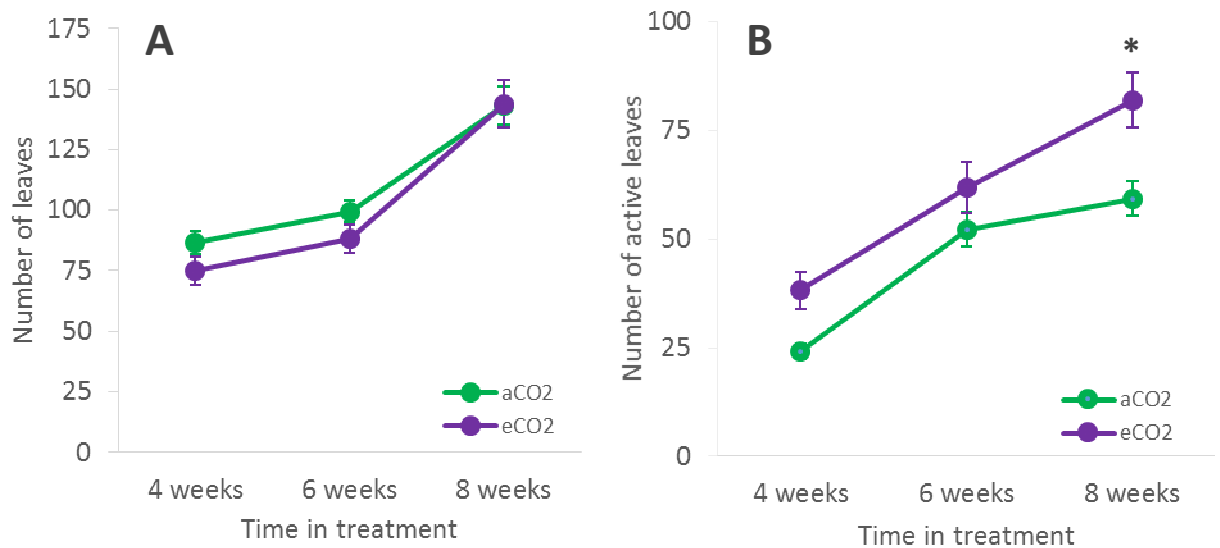 A
Number of leaves
175
150
125
100
75
50
25
0
4 weeks 6 weeks 8 weeks
Time in treatment
aCO2
eCO2
B
*
Number of active leaves
100
75
50
25
0
4 weeks 6 weeks 8 weeks
Time in treatment
aCO2
eCO2